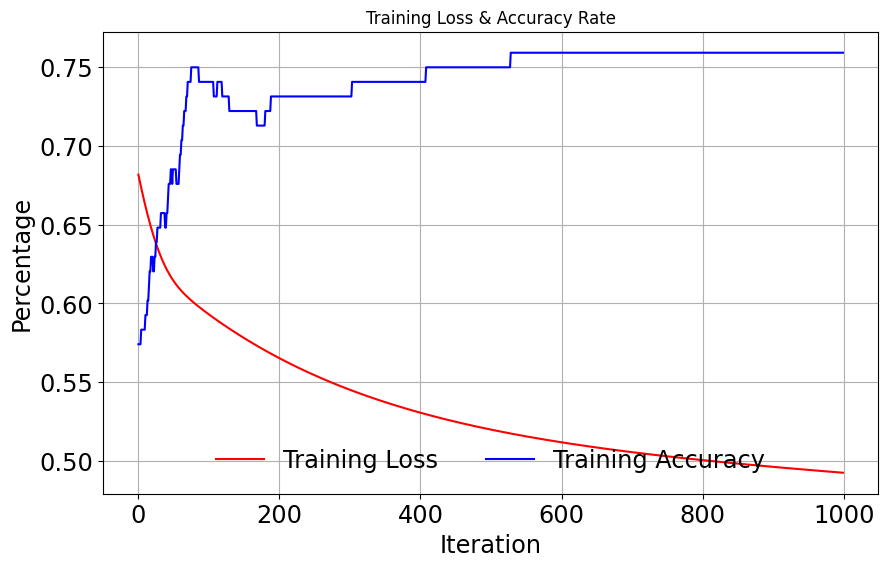 Training Loss & Accuracy Rate
Percentage
0.75
0.70
0.65
0.60
0.55
0.50
Training Loss
Training Accuracy
0
200
400
600
800
1000
Iteration